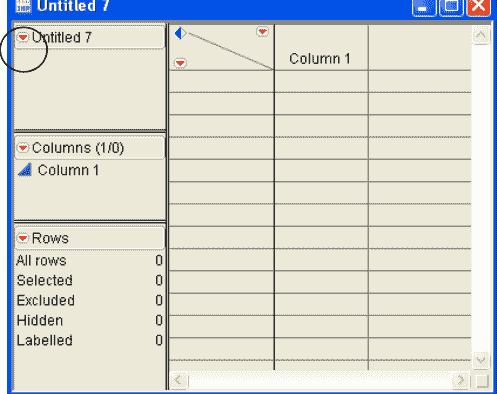 Untitled 7
Untitled 7
Column 1
Columns (1/0)
Column 1
Rows
All rows 0
Selected 0
Excluded 0
Hidden 0
Labelled 0